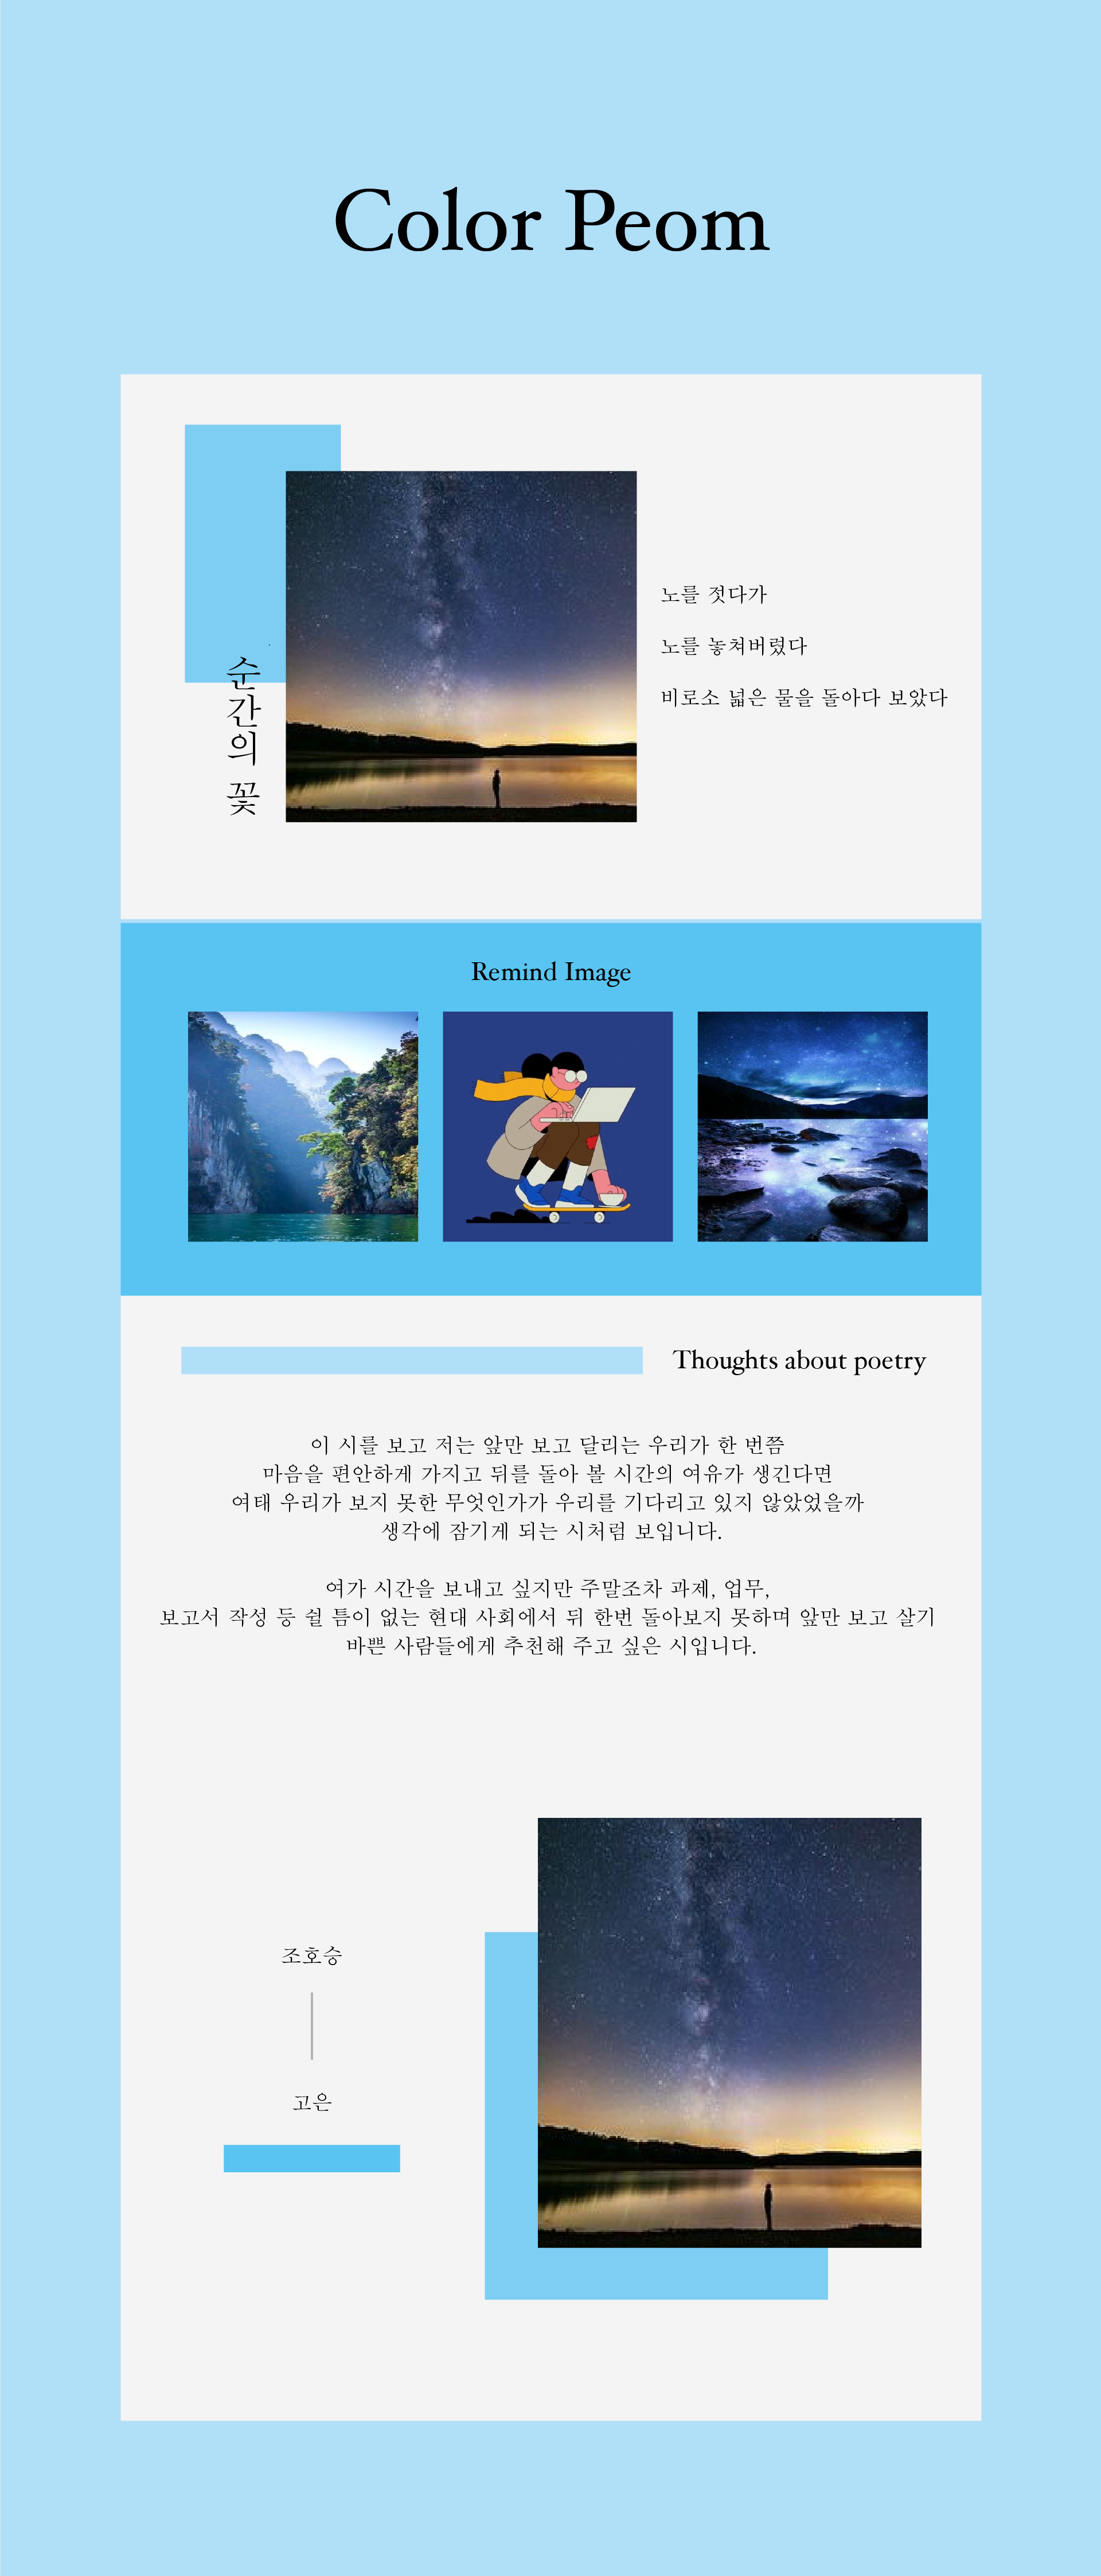 Color Peom
순간의 꽃
노를 젓다가
노를 놓쳐버렸다
비로소 넓은 물을 돌아다 보았다
Remind Image
Thoughts about poetry
이 시를 보고 저는 앞만 보고 달리는 우리가 한 번쯤
마음을 편안하게 가지고 뒤를 돌아 볼 시간의 여유가 생긴다면
여태 우리가 보지 못한 무엇인가가 우리를 기다리고 있지 않았었을까
생각에 잠기게 되는 시처럼 보입니다.
여가 시간을 보내고 싶지만 주말조차 과제, 업무,
보고서 작성 등 쉴 틈이 없는 현대 사회에서 뒤 한번 돌아보지 못하며 앞만 보고 살기
바쁜 사람들에게 추천해 주고 싶은 시입니다.
조호승
고은